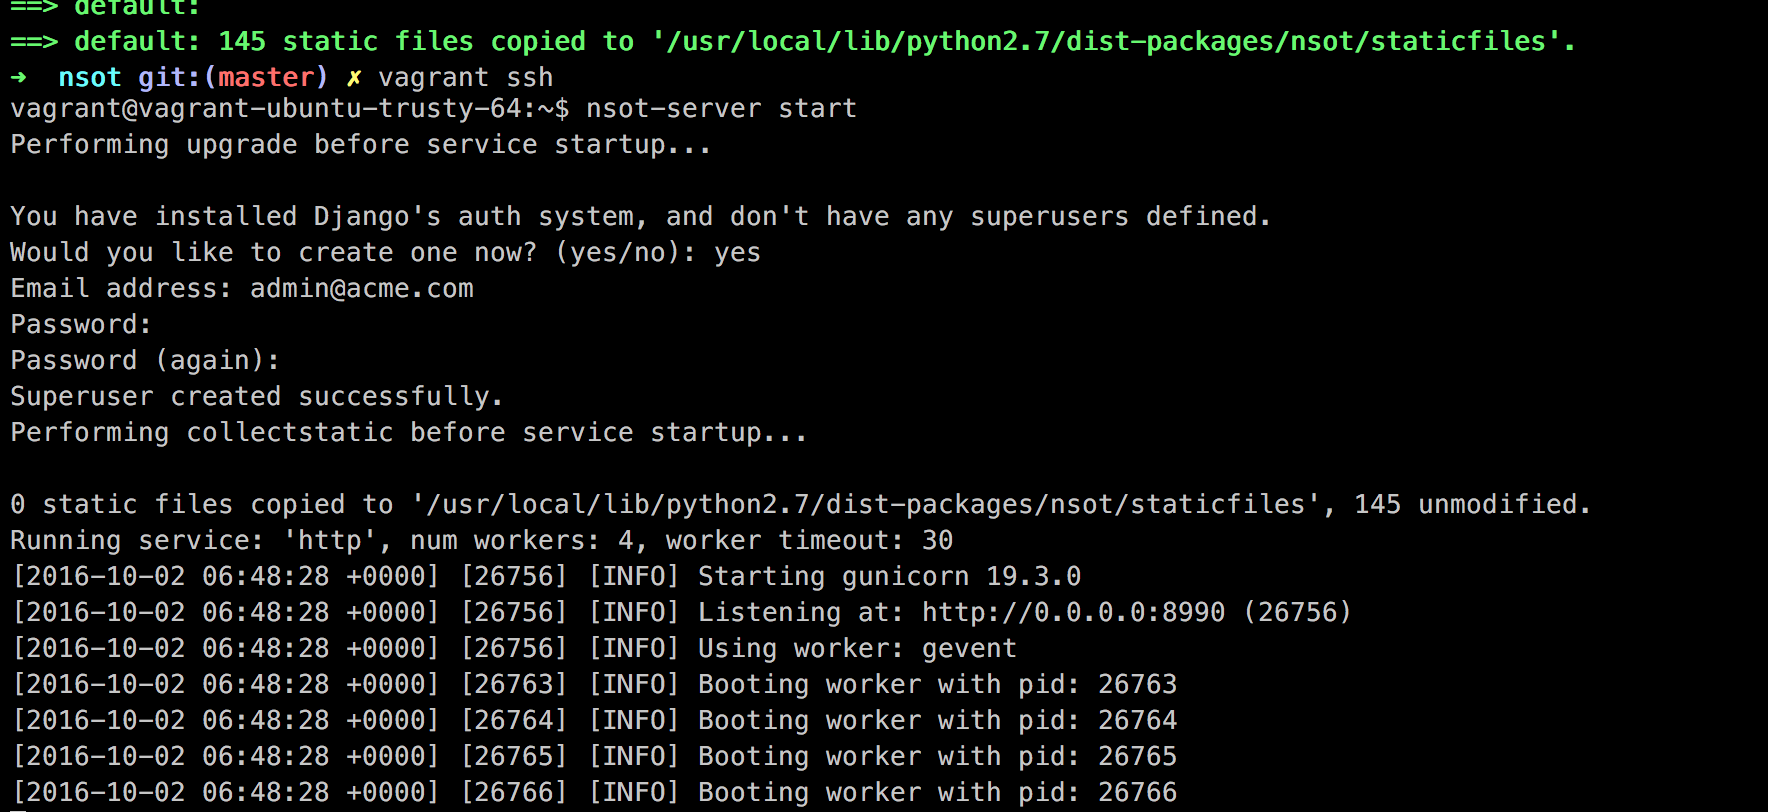 ==> default:
==> default: 145 static files copied to '/usr/local/lib/python2.7/dist-packages/nsot/staticfiles'.
➜  nsot git:(master) ✗ vagrant ssh
vagrant@vagrant-ubuntu-trusty-64:~$ nsot-server start
Performing upgrade before service startup...

You have installed Django's auth system, and don't have any superusers defined.
Would you like to create one now? (yes/no): yes
Email address: admin@acme.com
Password:
Password (again):
Superuser created successfully.
Performing collectstatic before service startup...

0 static files copied to '/usr/local/lib/python2.7/dist-packages/nsot/staticfiles', 145 unmodified.
Running service: 'http', num workers: 4, worker timeout: 30
[2016-10-02 06:48:28 +0000] [26756] [INFO] Starting gunicorn 19.3.0
[2016-10-02 06:48:28 +0000] [26756] [INFO] Listening at: http://0.0.0.0:8990 (26756)
[2016-10-02 06:48:28 +0000] [26756] [INFO] Using worker: gevent
[2016-10-02 06:48:28 +0000] [26763] [INFO] Booting worker with pid: 26763
[2016-10-02 06:48:28 +0000] [26764] [INFO] Booting worker with pid: 26764
[2016-10-02 06:48:28 +0000] [26765] [INFO] Booting worker with pid: 26765
[2016-10-02 06:48:28 +0000] [26766] [INFO] Booting worker with pid: 26766